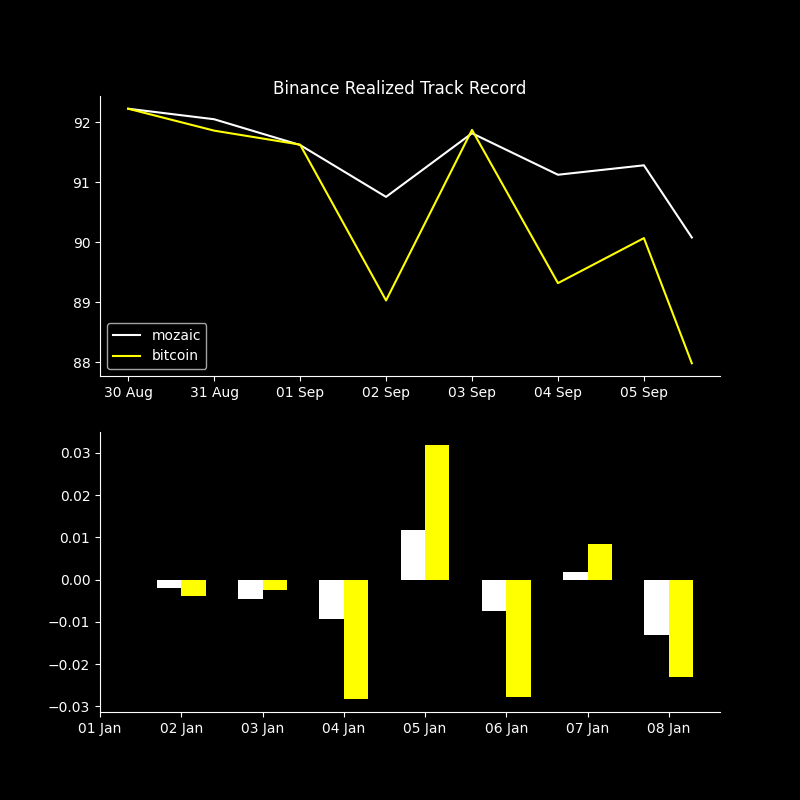 Binance Realized Track Record
92
91
90
89
88
mozaic
bitcoin
30 Aug 31 Aug 01 Sep 02 Sep 03 Sep 04 Sep 05 Sep
0.03
0.02
0.01
0.00
−0.01
−0.02
−0.03
01 Jan 02 Jan 03 Jan 04 Jan 05 Jan 06 Jan 07 Jan 08 Jan